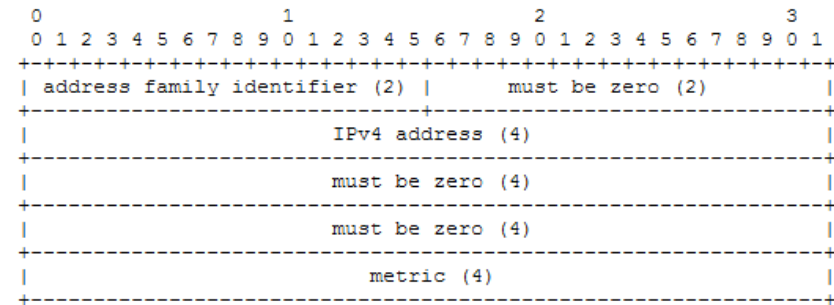 0                   1                   2                   3
0 1 2 3 4 5 6 7 8 9 0 1 2 3 4 5 6 7 8 9 0 1 2 3 4 5 6 7 8 9 0 1
+-+-+-+-+-+-+-+-+-+-+-+-+-+-+-+-+-+-+-+-+-+-+-+-+-+-+-+-+-+-+-+-+
| address family identifier (2) |      must be zero (2)         |
+-------------------------------+-------------------------------+
|                        IPv4 address (4)                       |
+---------------------------------------------------------------+
|                        must be zero (4)                       |
+---------------------------------------------------------------+
|                        must be zero (4)                       |
+---------------------------------------------------------------+
|                           metric (4)                          |
+---------------------------------------------------------------+